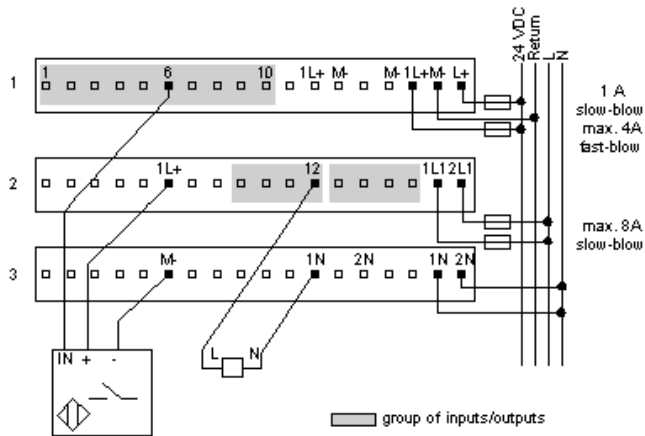 24 VDC
Return
L
N
1 6 10 1L+ M- M- 1L+ M- L+
1
1 A
slow-blow
max. 4A
fast-blow
1L+ 12 1L1 2L1
2
max. 8A
slow-blow
M- 1N 2N 1N 2N
3
IN + -
L N
group of inputs/outputs